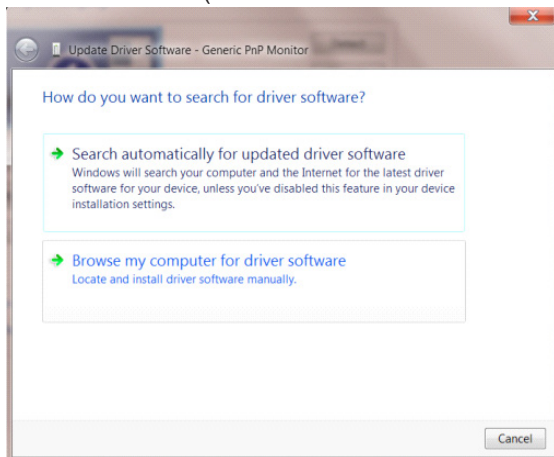 Update Driver Software - Generic PnP Monitor
How do you want to search for driver software?
Search automatically for updated driver software
Windows will search your computer and the Internet for the latest driver
software for your device, unless you've disabled this feature in your device
installation settings.
Browse my computer for driver software
Locate and install driver software manually.
Cancel